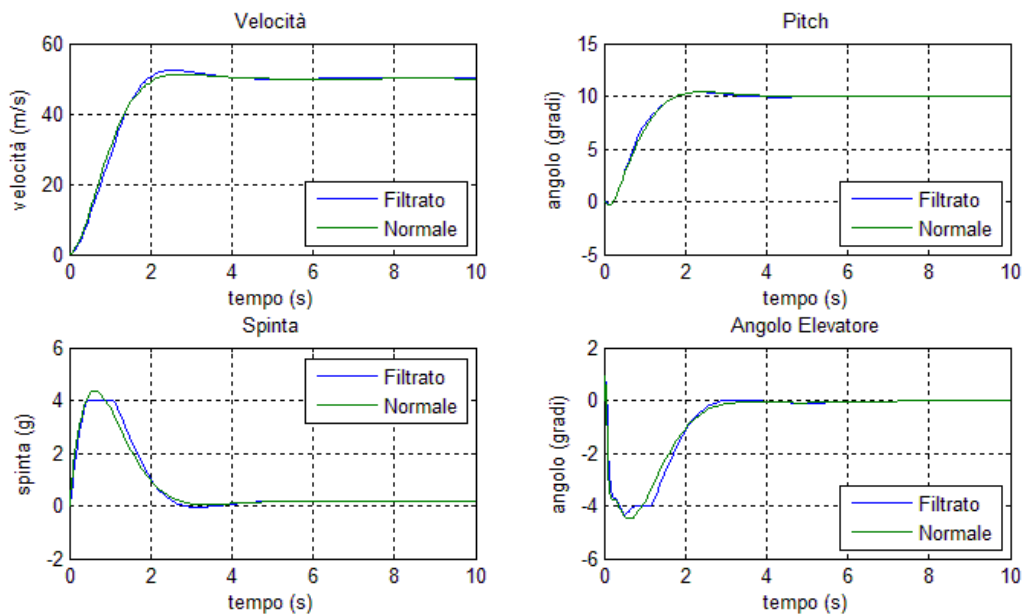 Velocità
60
40
20
0
velocità (m/s)
Filtrato
Normale
0 2 4 6 8 10
tempo (s)
Pitch
15
10
5
0
-5
angolo (gradi)
Filtrato
Normale
0 2 4 6 8 10
tempo (s)
Spinta
6
4
2
0
-2
spinta (g)
Filtrato
Normale
0 2 4 6 8 10
tempo (s)
Angolo Elevatore
2
0
-2
-4
-6
angolo (gradi)
Filtrato
Normale
0 2 4 6 8 10
tempo (s)